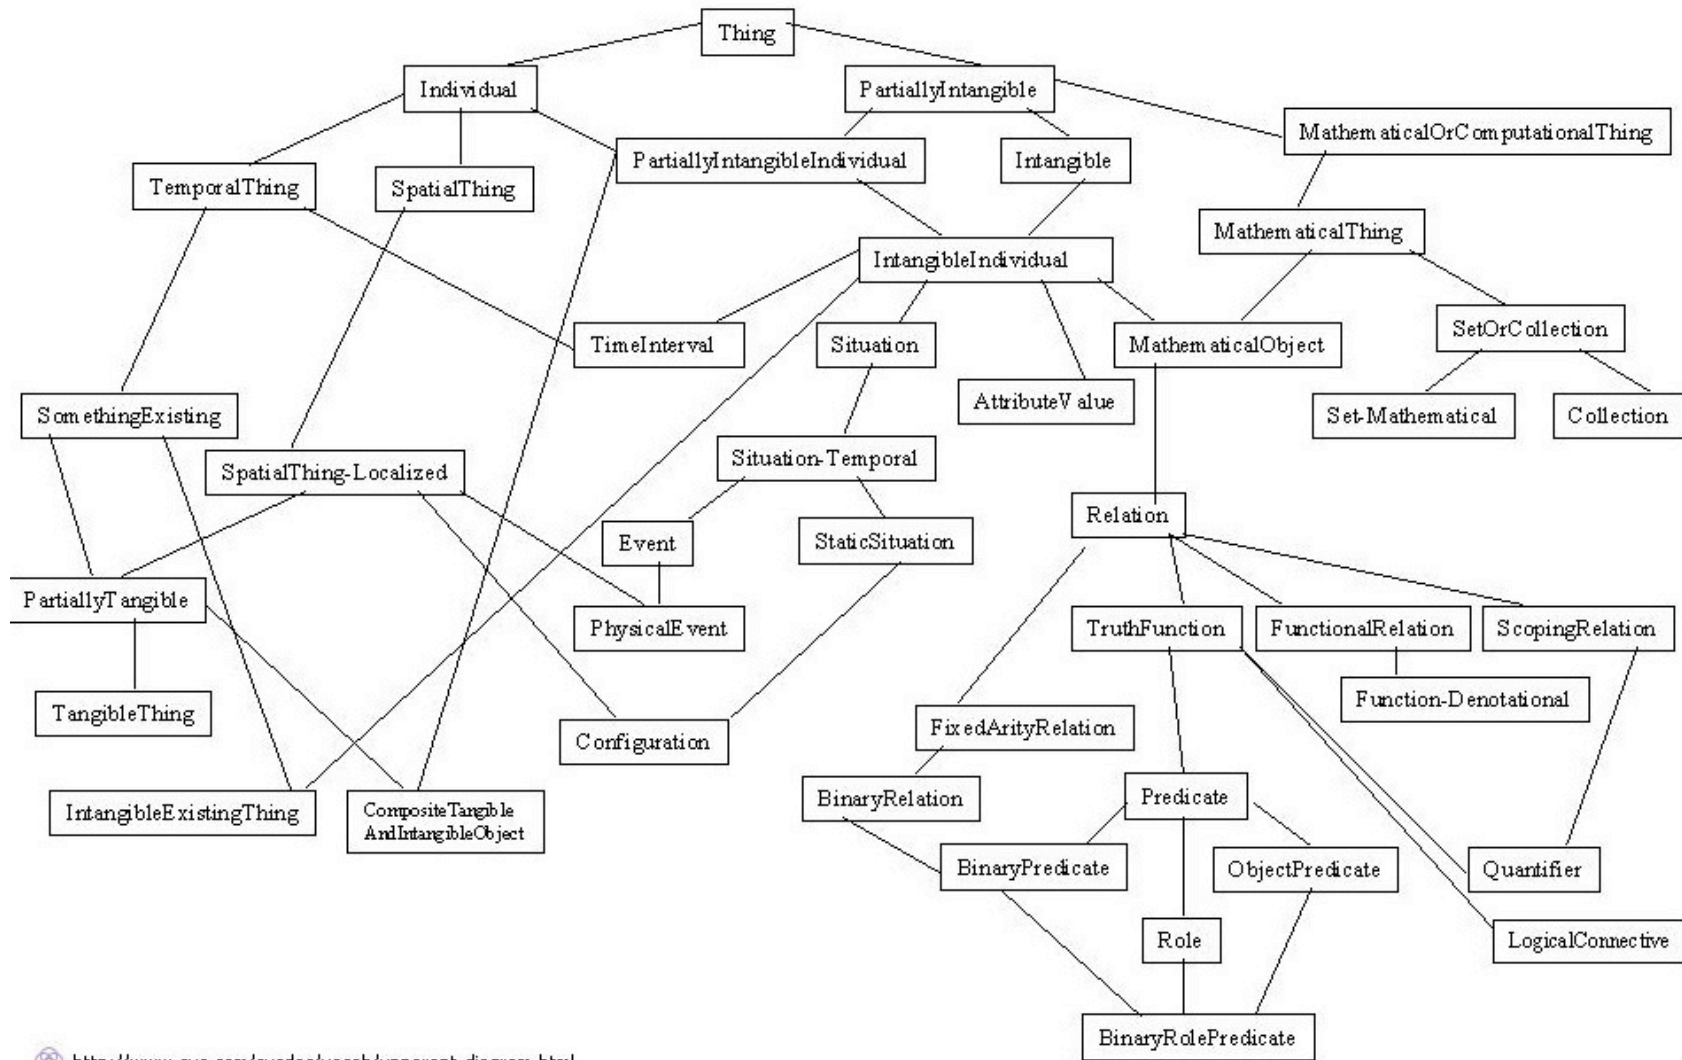 Thing
Individual
PartiallyIntangible
MathematicalOrComputationalThing
PartiallyIntangibleIndividual
Intangible
TemporalThing
SpatialThing
MathematicalThing
IntangibleIndividual
TimeInterval
Situation
MathematicalObject
SetOrCollection
AttributeValue
Set-Mathematical
Collection
SomethingExisting
SpatialThing-Localized
Situation-Temporal
Relation
Event
StaticSituation
PartiallyTangible
PhysicalEvent
TruthFunction
FunctionalRelation
ScopingRelation
Function-Denotational
TangibleThing
Configuration
FixedArityRelation
IntangibleExistingThing
CompositeTangible
AndIntangibleObject
BinaryRelation
Predicate
BinaryPredicate
ObjectPredicate
Quantifier
Role
LogicalConnective
BinaryRolePredicate